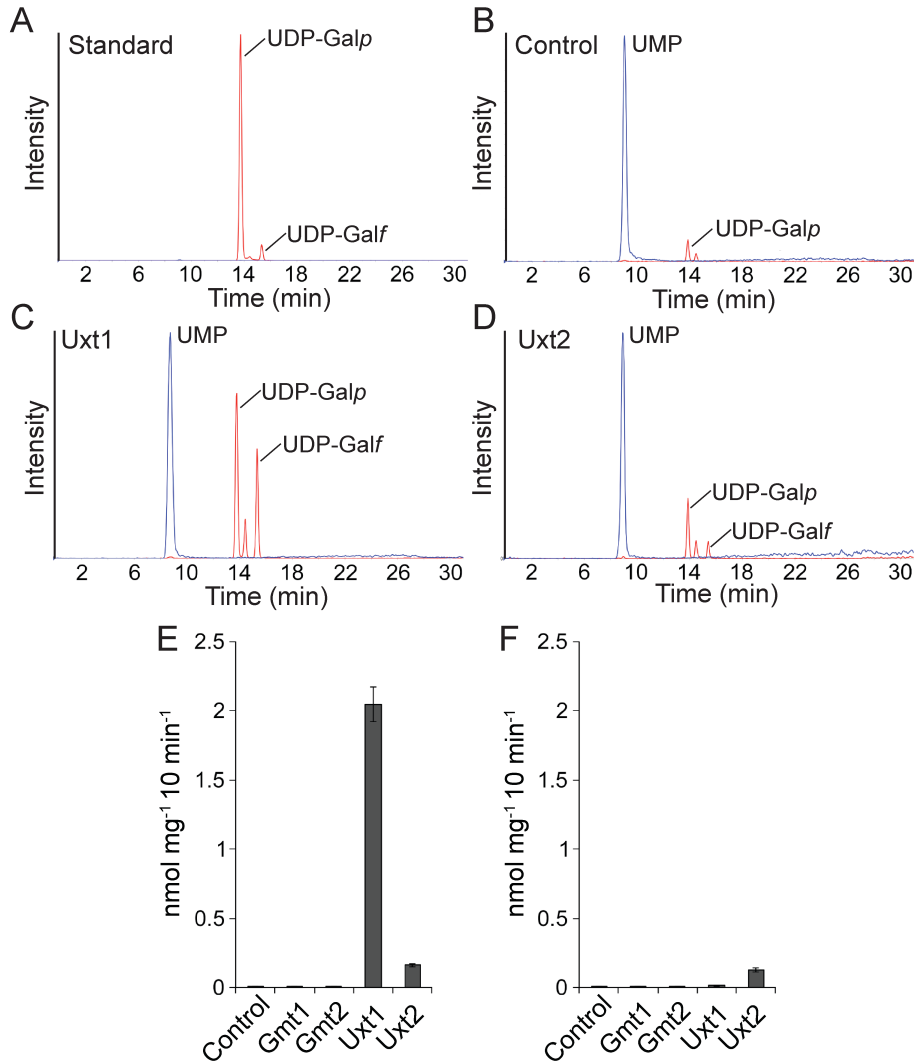 A
Standard
UDP-Galp
UDP-Galf
Intensity
2 6 10 14 18 22 26 30
Time (min)
B
Control
UMP
UDP-Galp
Intensity
2 6 10 14 18 22 26 30
Time (min)
C
Uxt1
UMP
UDP-Galp
UDP-Galf
Intensity
2 6 10 14 18 22 26 30
Time (min)
D
Uxt2
UMP
UDP-Galp
UDP-Galf
Intensity
2 6 10 14 18 22 26 30
Time (min)
E
2.5
2
1.5
1
0.5
0
nmol mg⁻¹ 10 min⁻¹
Control Gmt1 Gmt2 Uxt1 Uxt2
F
2.5
2
1.5
1
0.5
0
nmol mg⁻¹ 10 min⁻¹
Control Gmt1 Gmt2 Uxt1 Uxt2